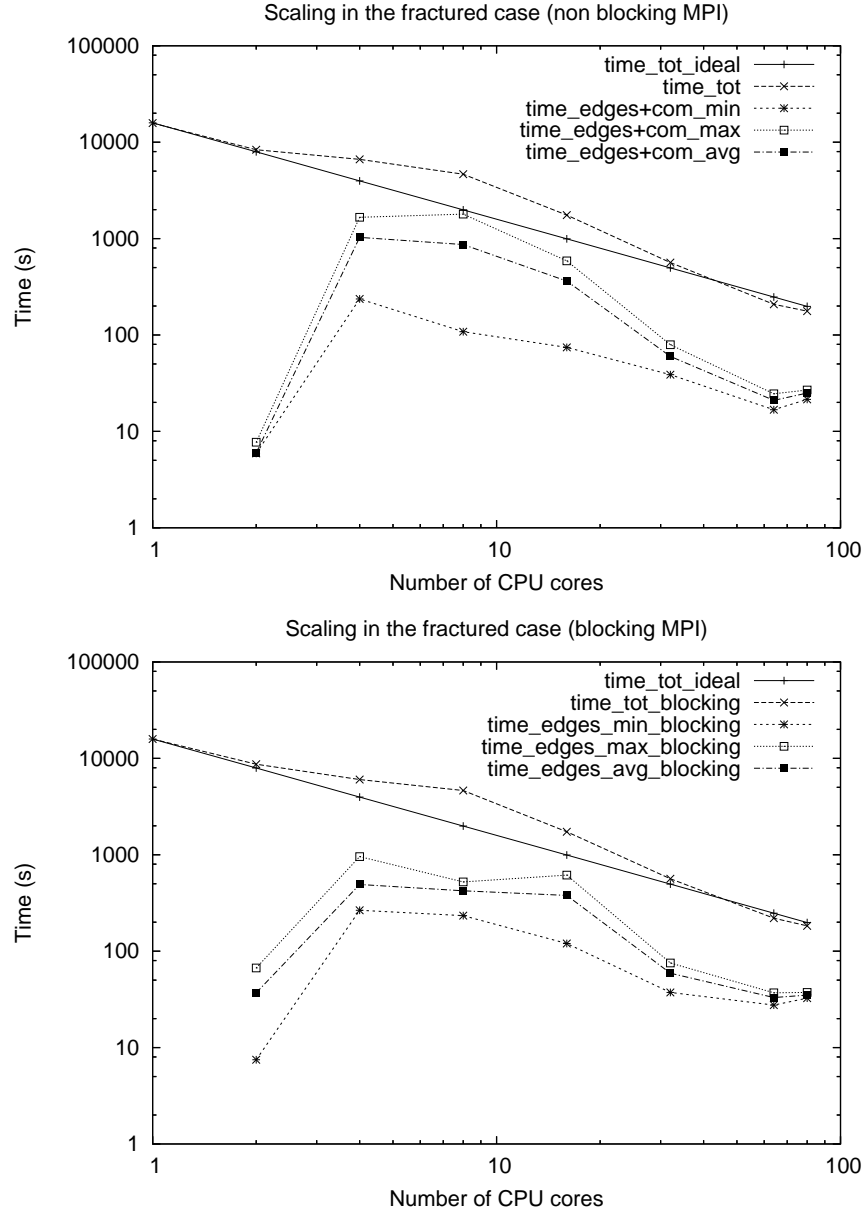 Scaling in the fractured case (non blocking MPI)
100000
10000
1000
100
10
1
Time (s)
time_tot_ideal
time_tot
time_edges+com_min
time_edges+com_max
time_edges+com_avg
1
10
100
Number of CPU cores
Scaling in the fractured case (blocking MPI)
100000
10000
1000
100
10
1
Time (s)
time_tot_ideal
time_tot_blocking
time_edges_min_blocking
time_edges_max_blocking
time_edges_avg_blocking
1
10
100
Number of CPU cores